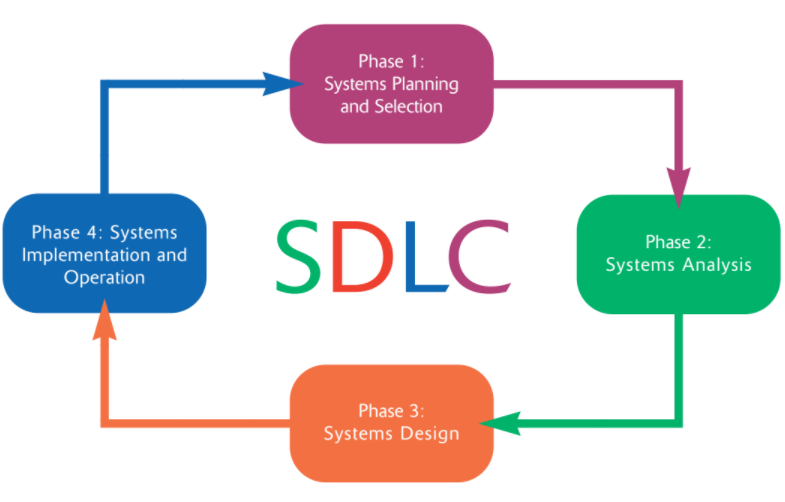 Phase 1:
Systems Planning
and Selection
Phase 4: Systems
Implementation and
Operation
SDLC
Phase 2:
Systems Analysis
Phase 3:
Systems Design